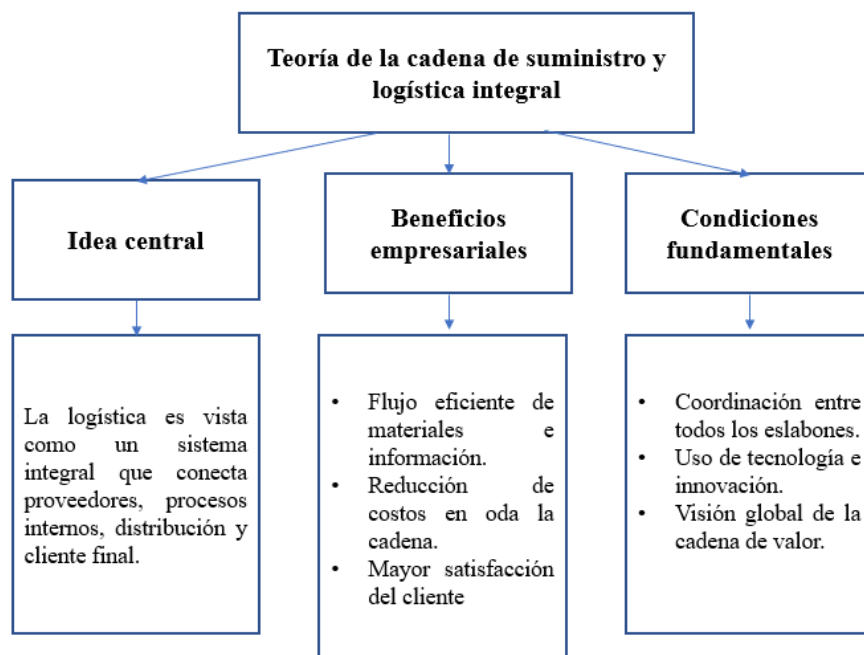 Teoría de la cadena de suministro y
logística integral
Idea central
Beneficios
empresariales
Condiciones
fundamentales
La logística es vista
como un sistema
integral que conecta
proveedores, procesos
internos, distribución y
cliente final.
• Flujo eficiente de
materiales e
información.
• Reducción de
costos en oda la
cadena.
• Mayor satisfacción
del cliente
• Coordinación entre
todos los eslabones.
• Uso de tecnología e
innovación.
• Visión global de la
cadena de valor.